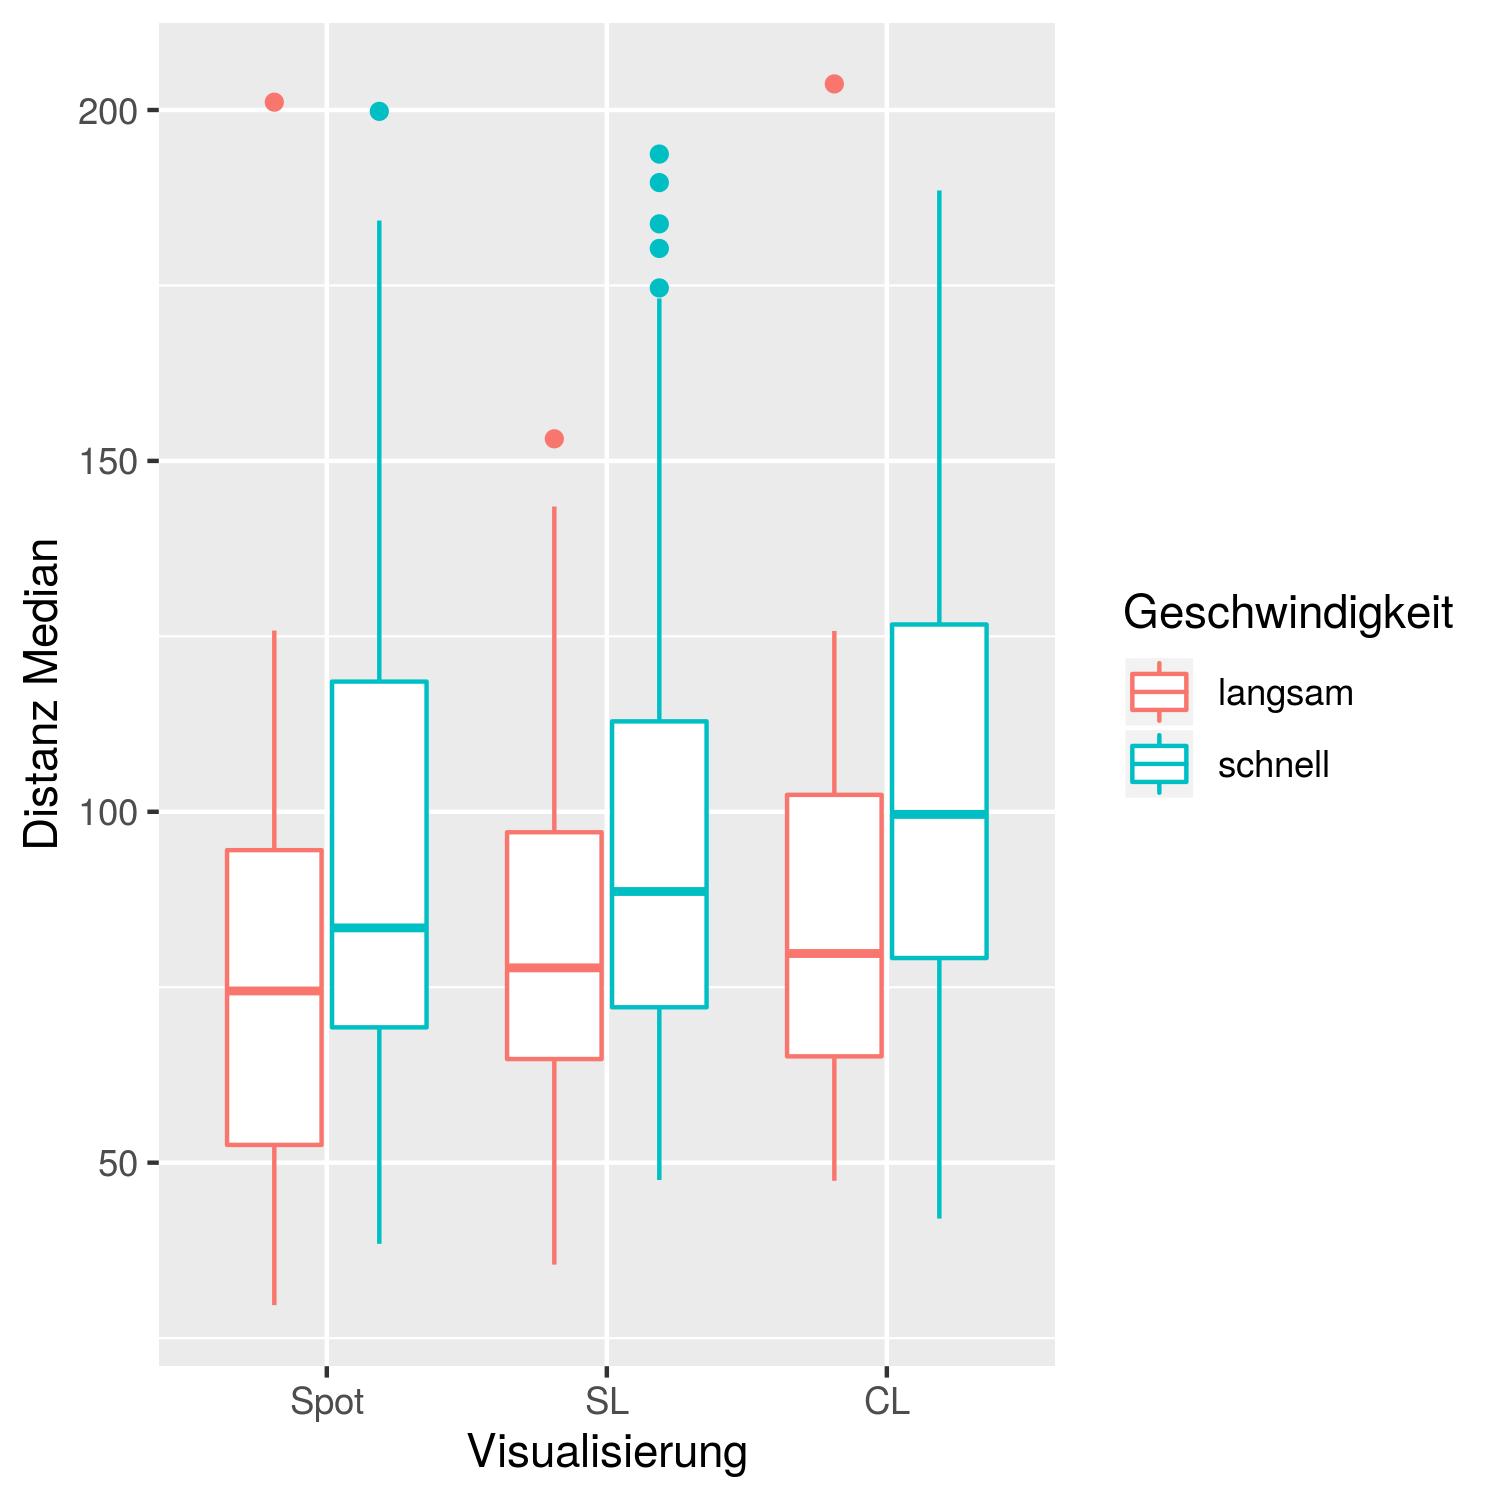 200
150
100
50
Distanz Median
Spot SL CL
Visualisierung
Geschwindigkeit
langsam
schnell